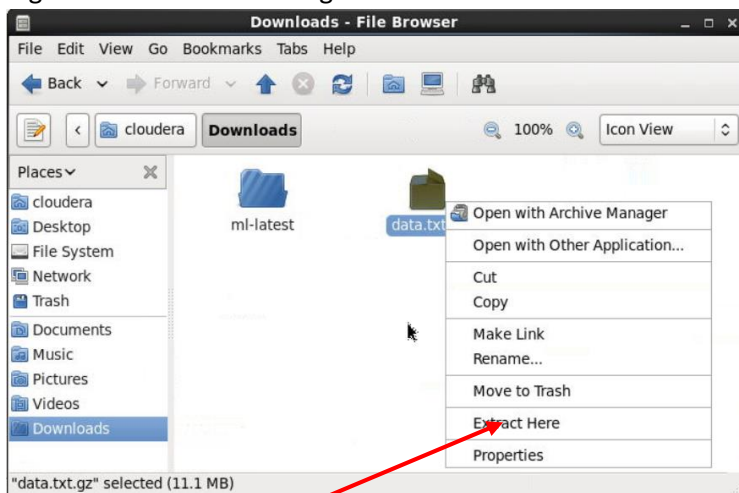 Downloads - File Browser
File Edit View Go Bookmarks Tabs Help
Back Forward
cloudera Downloads 100% Icon View
Places
cloudera
Desktop
File System
Network
Trash
Documents
Music
Pictures
Videos
Downloads
ml-latest
data.txt
Open with Archive Manager
Open with Other Application...
Cut
Copy
Make Link
Rename...
Move to Trash
Extract Here
Properties
"data.txt.gz" selected (11.1 MB)